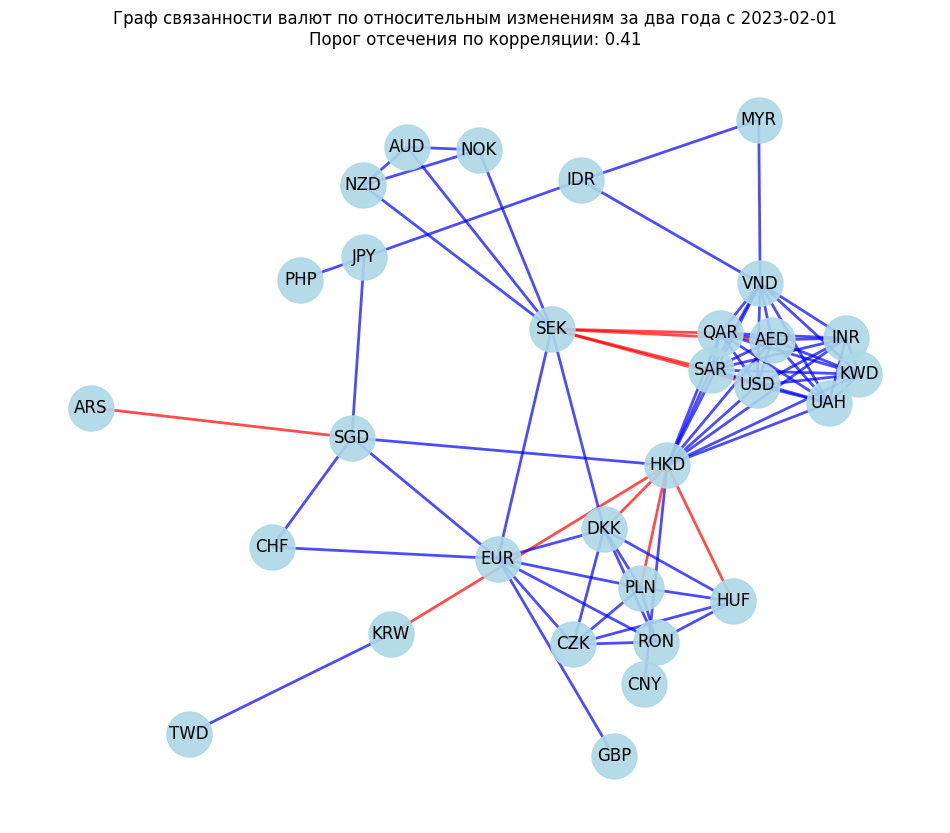 Граф связанности валют по относительным изменениям за два года с 2023-02-01
Порог отсечения по корреляции: 0.41
MYR
AUD
NOK
NZD
IDR
JPY
PHP
VND
SEK
QAR
AED
INR
SAR
KWD
USD
UAH
ARS
SGD
HKD
DKK
CHF
EUR
PLN
HUF
KRW
CZK
RON
CNY
TWD
GBP